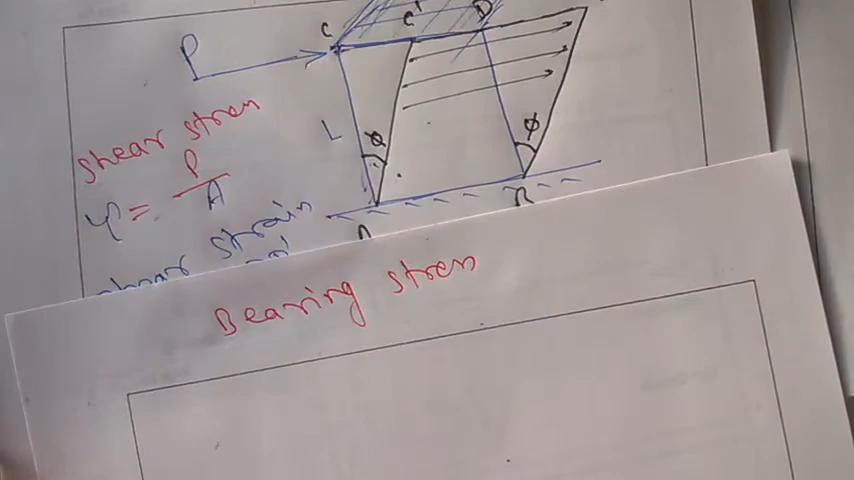 C C' D
P
L
φ φ
shear stress
τ = P/A
shear strain
A B
Bearing stress